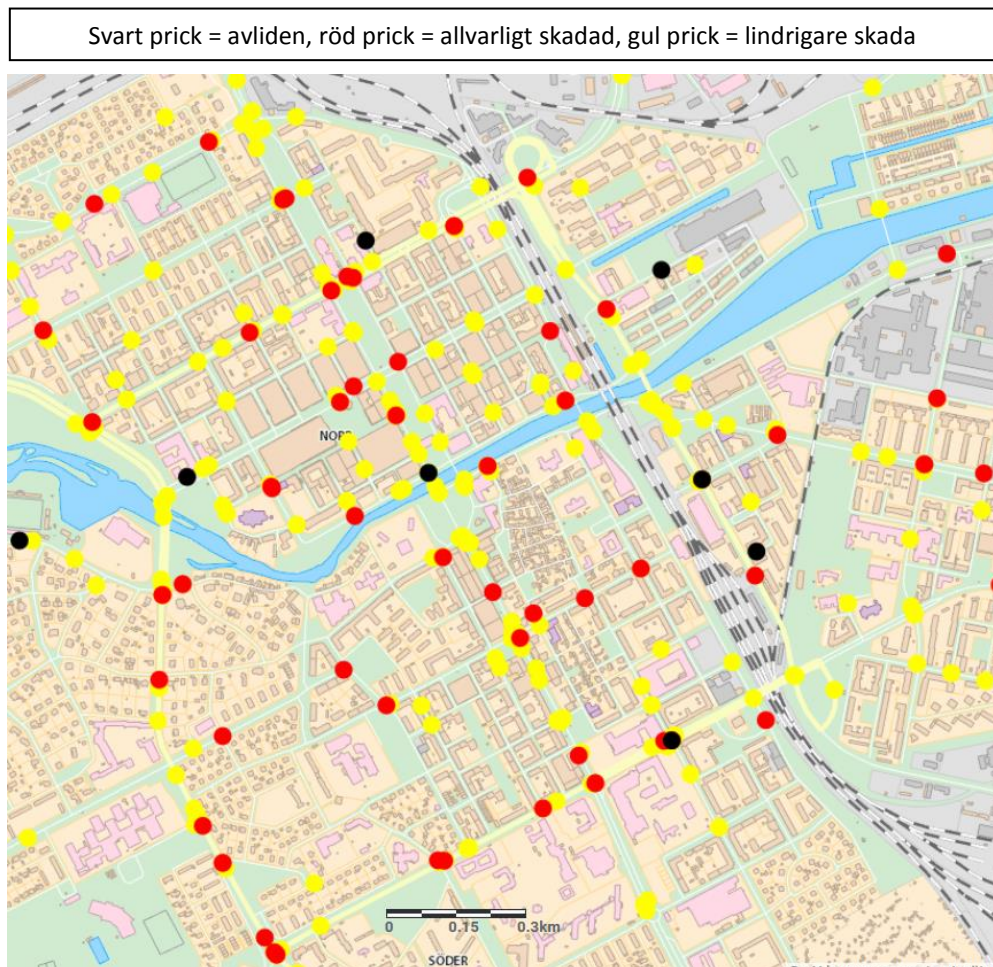 Svart prick = avliden, röd prick = allvarligt skadad, gul prick = lindrigare skada
NORR
0 0.15 0.3km
SÖDER